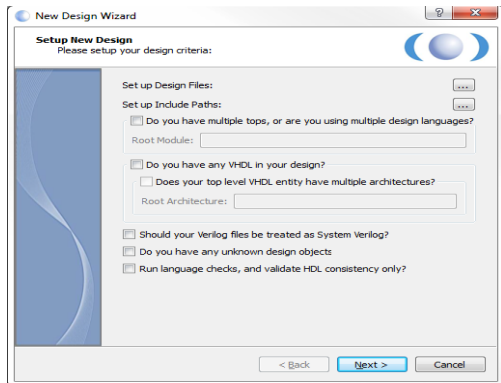 New Design Wizard
Setup New Design
Please setup your design criteria:
Set up Design Files:
...
Set up Include Paths:
...
Do you have multiple tops, or are you using multiple design languages?
Root Module:
Do you have any VHDL in your design?
Does your top level VHDL entity have multiple architectures?
Root Architecture:
Should your Verilog files be treated as System Verilog?
Do you have any unknown design objects
Run language checks, and validate HDL consistency only?
< Back
Next >
Cancel